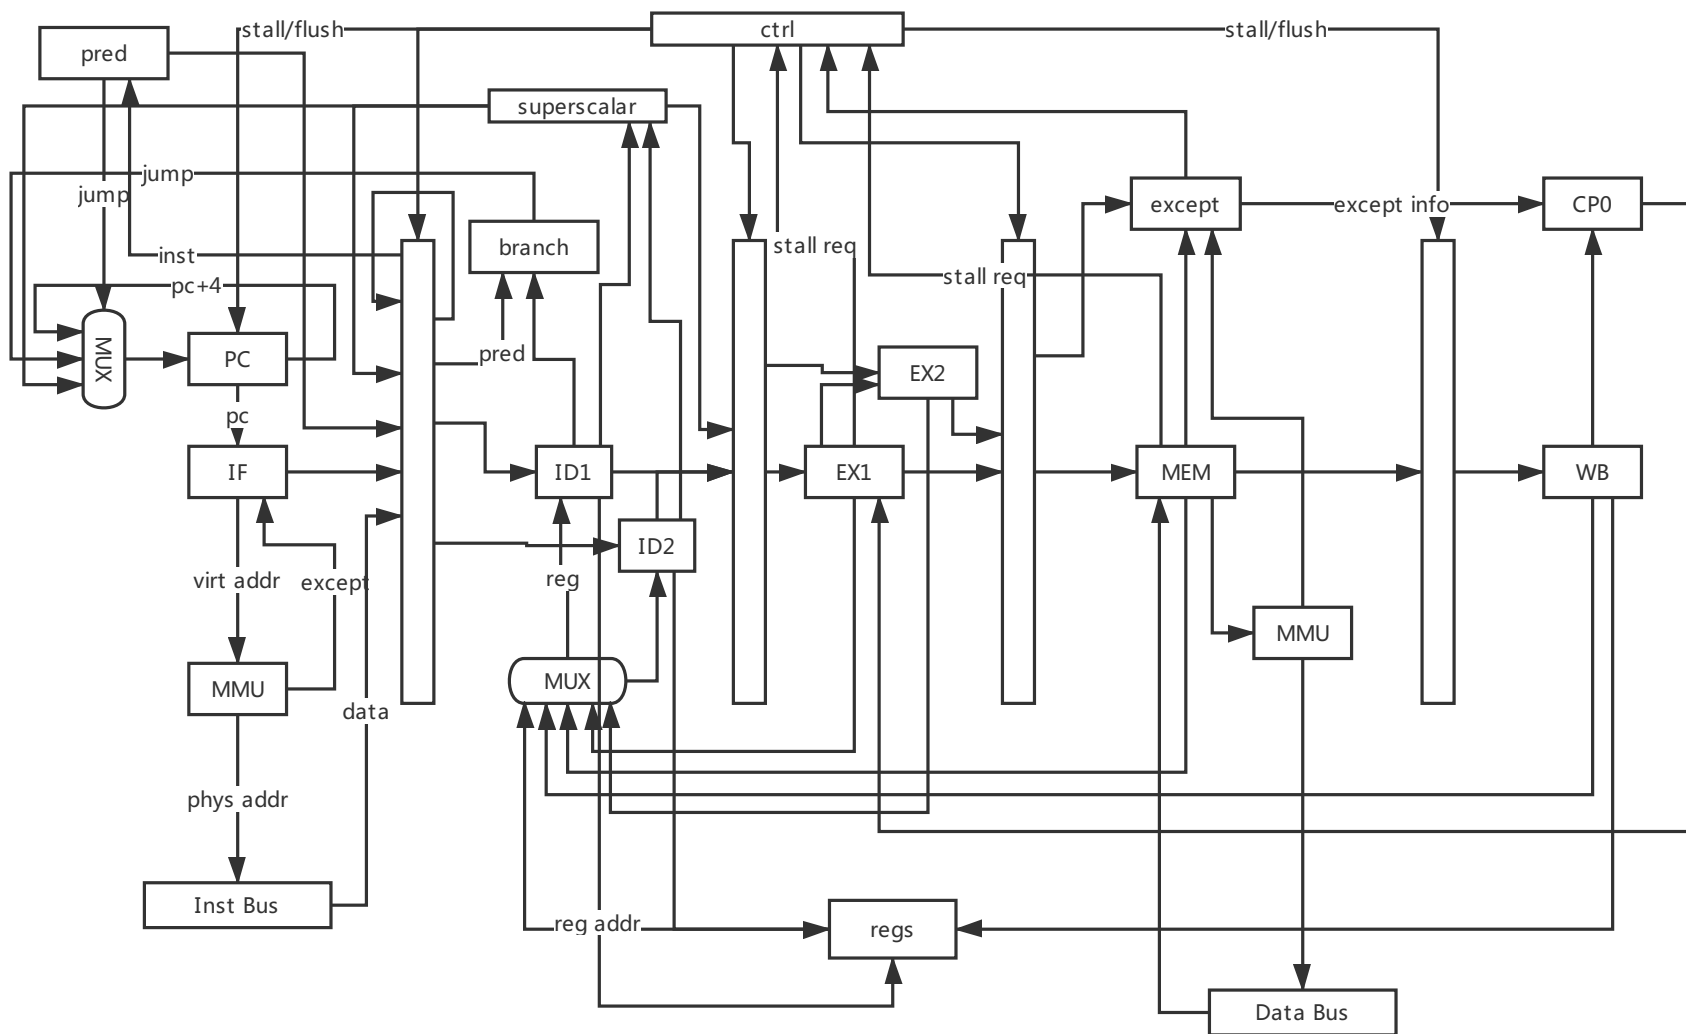 stall/flush
ctrl
stall/flush
pred
superscalar
jump
jump
except
except info
CP0
branch
stall req
inst
stall req
pc+4
MUX
PC
pred
EX2
pc
IF
ID1
EX1
MEM
WB
ID2
virt addr
except
reg
MMU
MMU
MUX
data
phys addr
Inst Bus
reg addr
regs
Data Bus